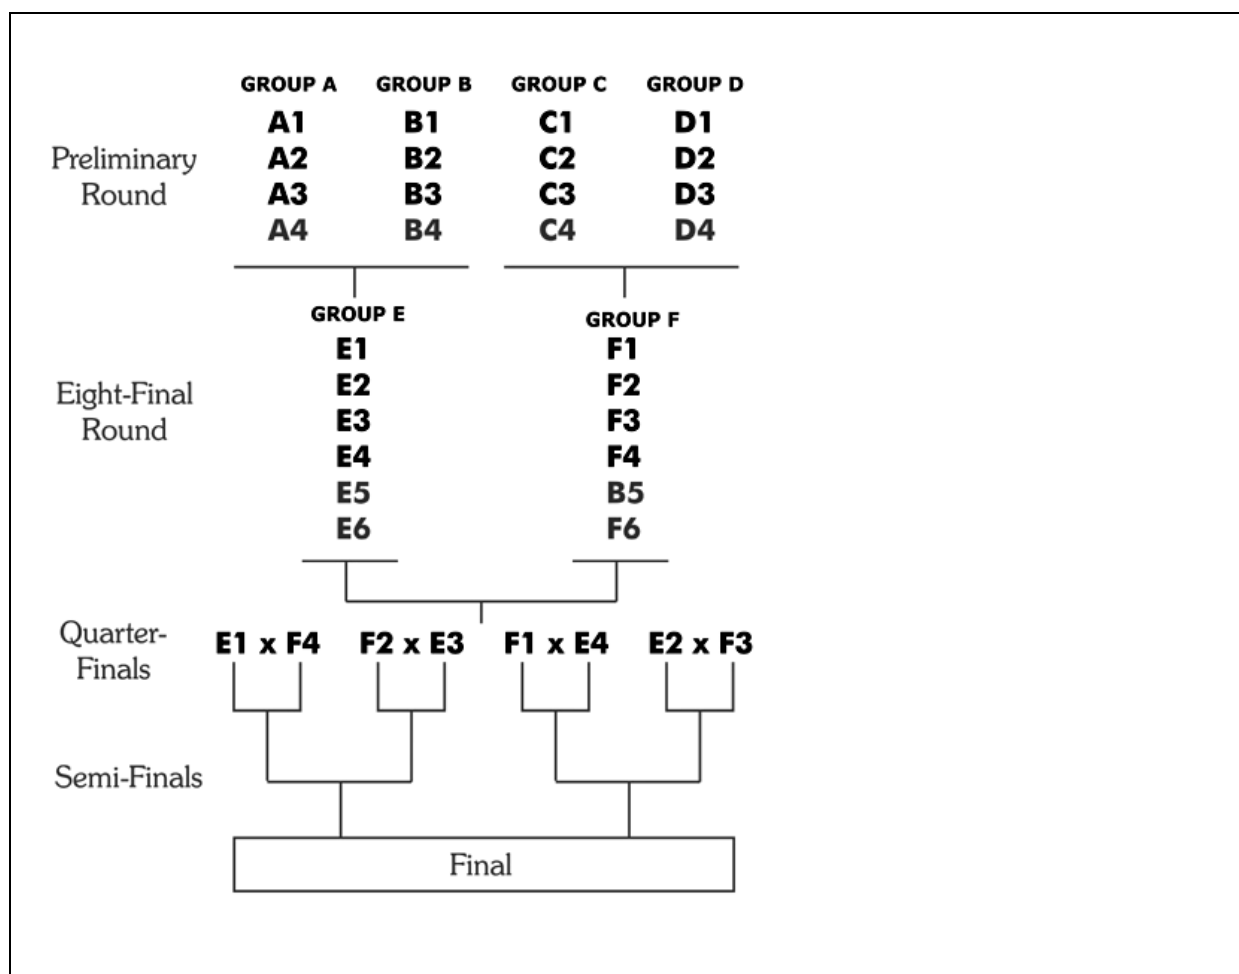 GROUP A GROUP B GROUP C GROUP D
A1 B1 C1 D1
Preliminary Round
A2 B2 C2 D2
A3 B3 C3 D3
A4 B4 C4 D4
GROUP E GROUP F
E1 F1
E2 F2
Eight-Final Round
E3 F3
E4 F4
E5 B5
E6 F6
Quarter-Finals
E1 x F4 F2 x E3 F1 x E4 E2 x F3
Semi-Finals
Final